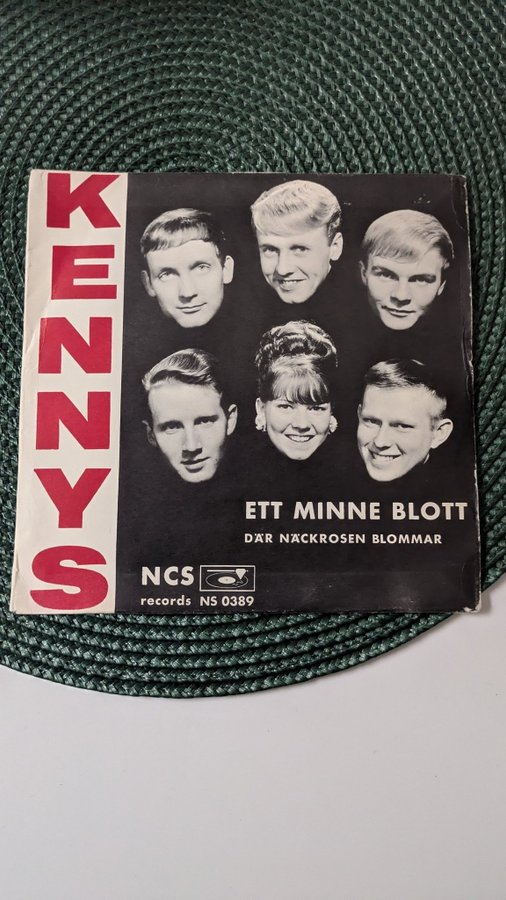 KENNYS
ETT MINNE BLOTT
DÄR NÄCKROSEN BLOMMAR
NCS
records NS 0389